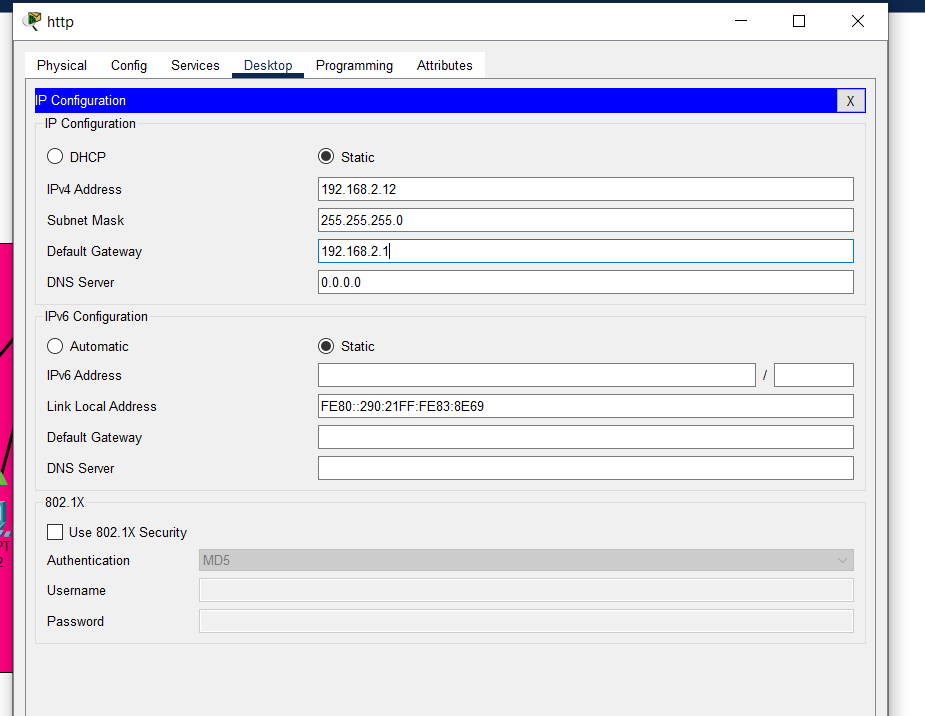 http
Physical Config Services Desktop Programming Attributes
IP Configuration X
IP Configuration
DHCP Static
IPv4 Address 192.168.2.12
Subnet Mask 255.255.255.0
Default Gateway 192.168.2.1
DNS Server 0.0.0.0
IPv6 Configuration
Automatic Static
IPv6 Address /
Link Local Address FE80::290:21FF:FE83:8E69
Default Gateway
DNS Server
802.1X
Use 802.1X Security
Authentication MD5
PT
2
Username
Password